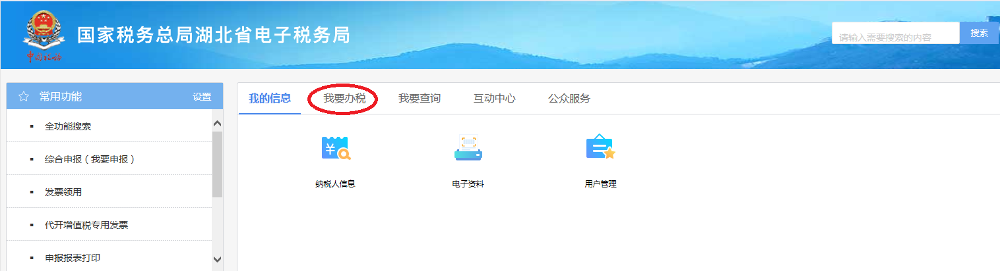 国家税务总局湖北省电子税务局
中国税务
请输入需要搜索的内容
搜索
常用功能
设置
全功能搜索
综合申报（我要申报）
发票领用
代开增值税专用发票
申报报表打印
我的信息
我要办税
我要查询
互动中心
公众服务
纳税人信息
电子资料
用户管理